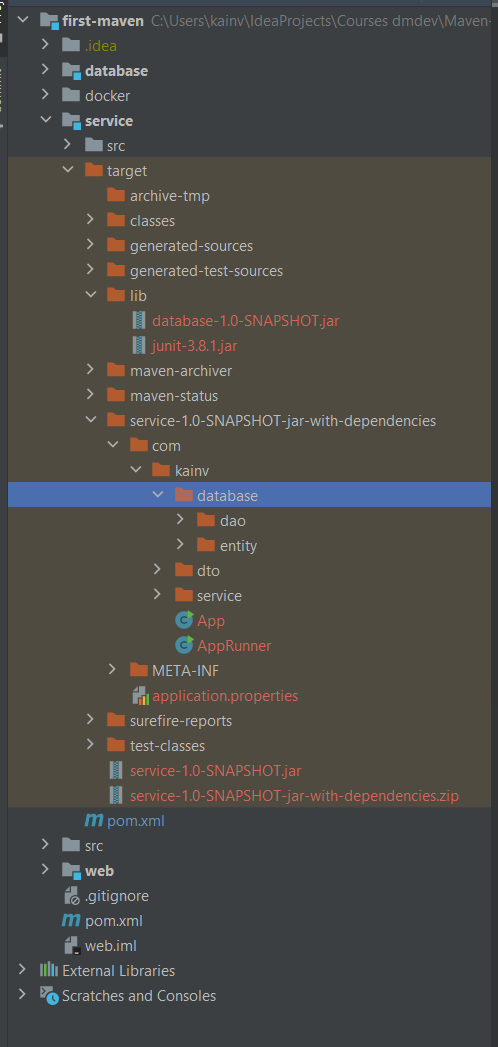 first-maven C:\Users\kainv\IdeaProjects\Courses dmdev\Maven-
.idea
database
docker
service
src
target
archive-tmp
classes
generated-sources
generated-test-sources
lib
database-1.0-SNAPSHOT.jar
junit-3.8.1.jar
maven-archiver
maven-status
service-1.0-SNAPSHOT-jar-with-dependencies
com
kainv
database
dao
entity
dto
service
App
AppRunner
META-INF
application.properties
surefire-reports
test-classes
service-1.0-SNAPSHOT.jar
service-1.0-SNAPSHOT-jar-with-dependencies.zip
pom.xml
src
web
.gitignore
pom.xml
web.iml
External Libraries
Scratches and Consoles